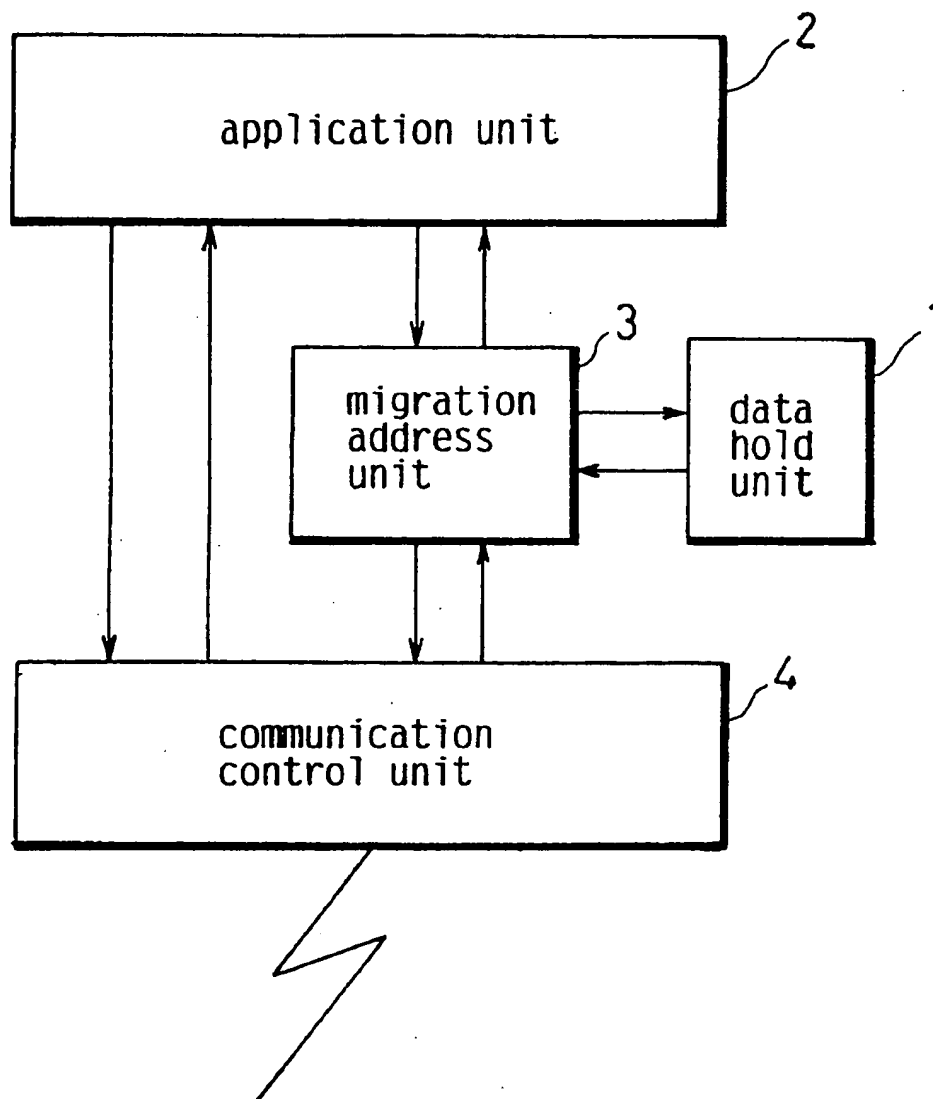 2
application unit
3
migration
address
unit
data
hold
unit
4
communication
control unit